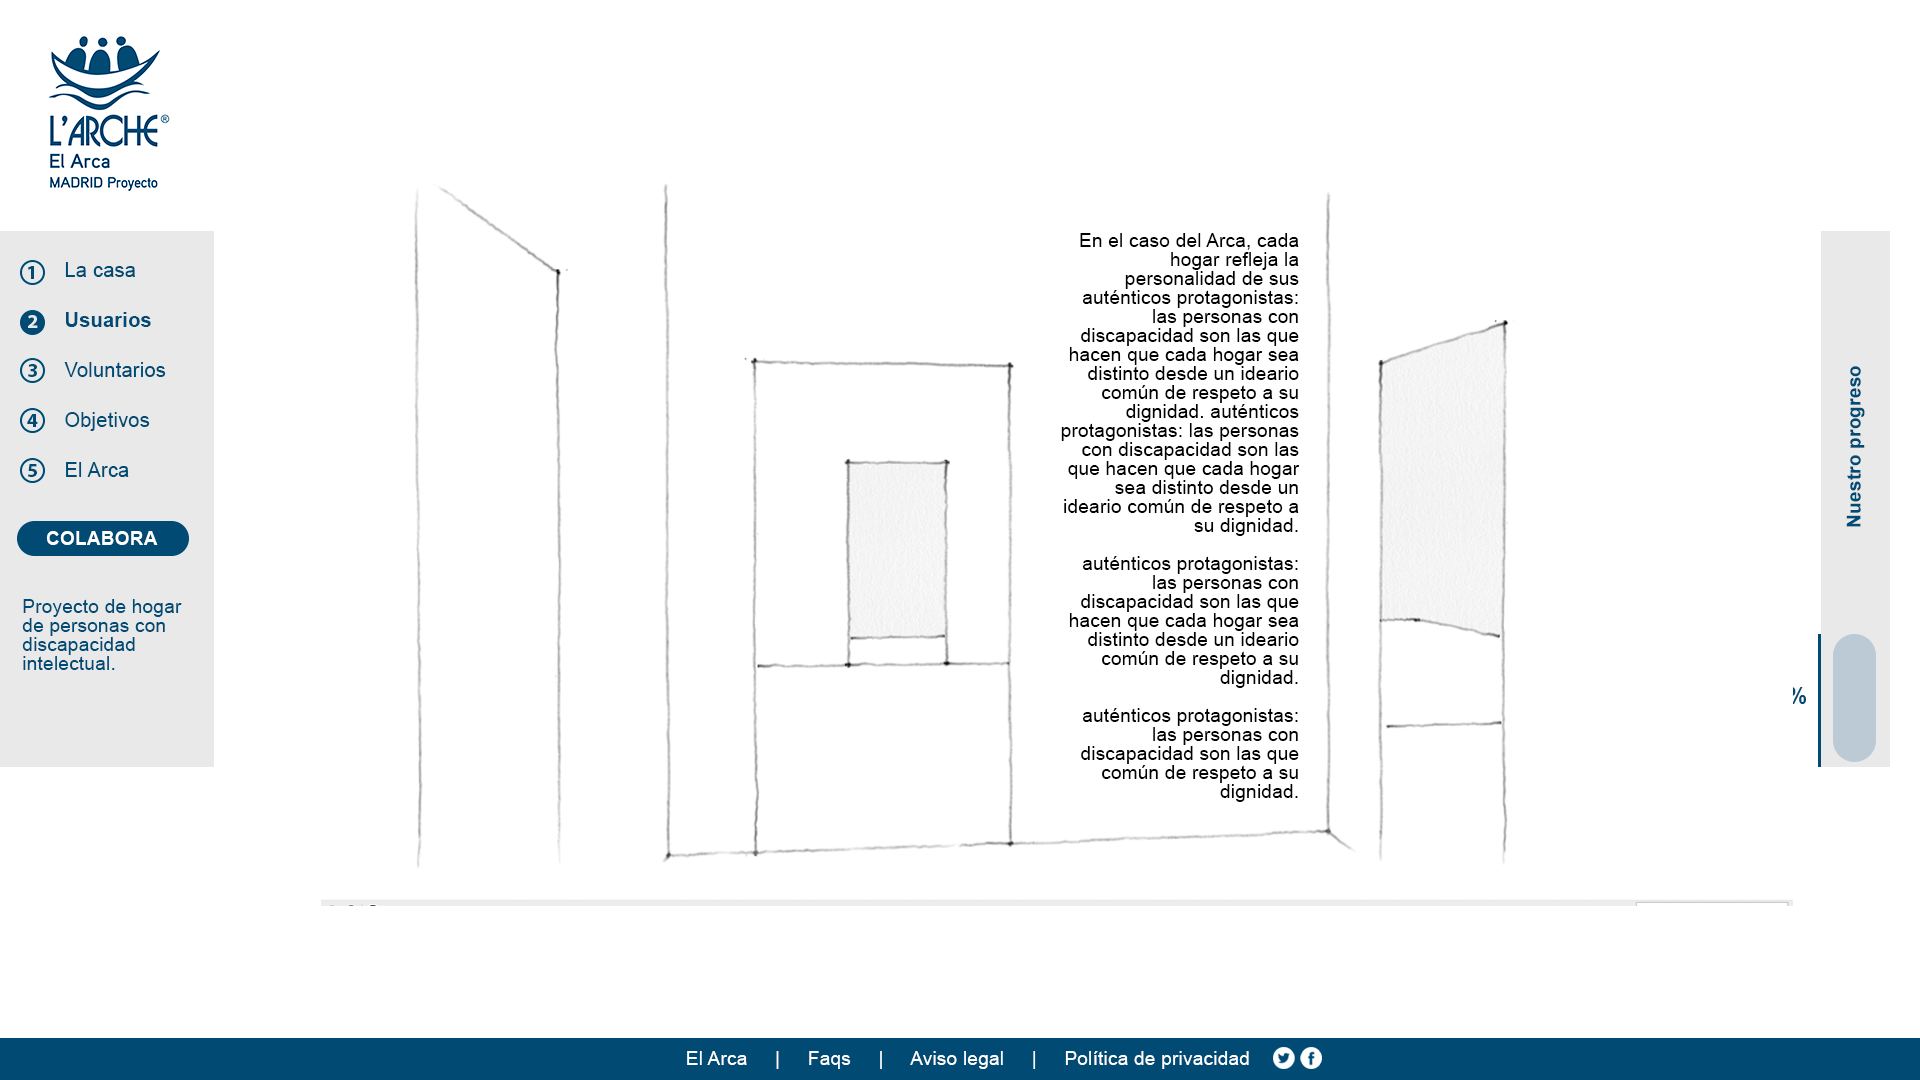 L'ARCHE®
El Arca
MADRID Proyecto
1 La casa
2 Usuarios
3 Voluntarios
4 Objetivos
5 El Arca
COLABORA
Proyecto de hogar
de personas con
discapacidad
intelectual.
En el caso del Arca, cada
hogar refleja la
personalidad de sus
auténticos protagonistas:
las personas con
discapacidad son las que
hacen que cada hogar sea
distinto desde un ideario
común de respeto a su
dignidad. auténticos
protagonistas: las personas
con discapacidad son las
que hacen que cada hogar
sea distinto desde un
ideario común de respeto a
su dignidad.
auténticos protagonistas:
las personas con
discapacidad son las que
hacen que cada hogar sea
distinto desde un ideario
común de respeto a su
dignidad.
auténticos protagonistas:
las personas con
discapacidad son las que
común de respeto a su
dignidad.
Nuestro progreso
%
El Arca | Faqs | Aviso legal | Política de privacidad